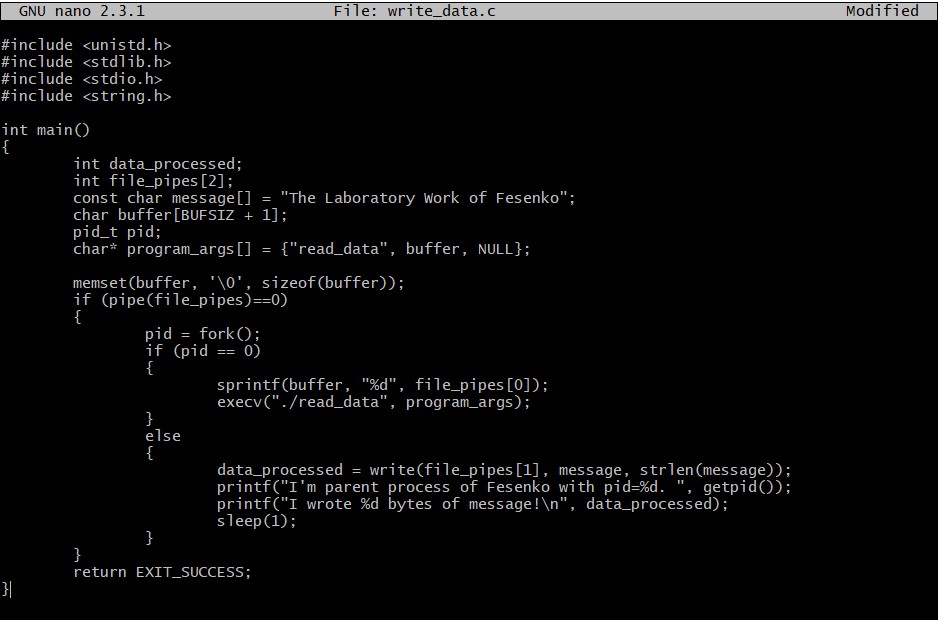 GNU nano 2.3.1 File: write_data.c Modified
#include <unistd.h>
#include <stdlib.h>
#include <stdio.h>
#include <string.h>
int main()
{
int data_processed;
int file_pipes[2];
const char message[] = "The Laboratory Work of Fesenko";
char buffer[BUFSIZ + 1];
pid_t pid;
char* program_args[] = {"read_data", buffer, NULL};
memset(buffer, '\0', sizeof(buffer));
if (pipe(file_pipes)==0)
{
pid = fork();
if (pid == 0)
{
sprintf(buffer, "%d", file_pipes[0]);
execv("./read_data", program_args);
}
else
{
data_processed = write(file_pipes[1], message, strlen(message));
printf("I'm parent process of Fesenko with pid=%d. ", getpid());
printf("I wrote %d bytes of message!\n", data_processed);
sleep(1);
}
}
return EXIT_SUCCESS;
}